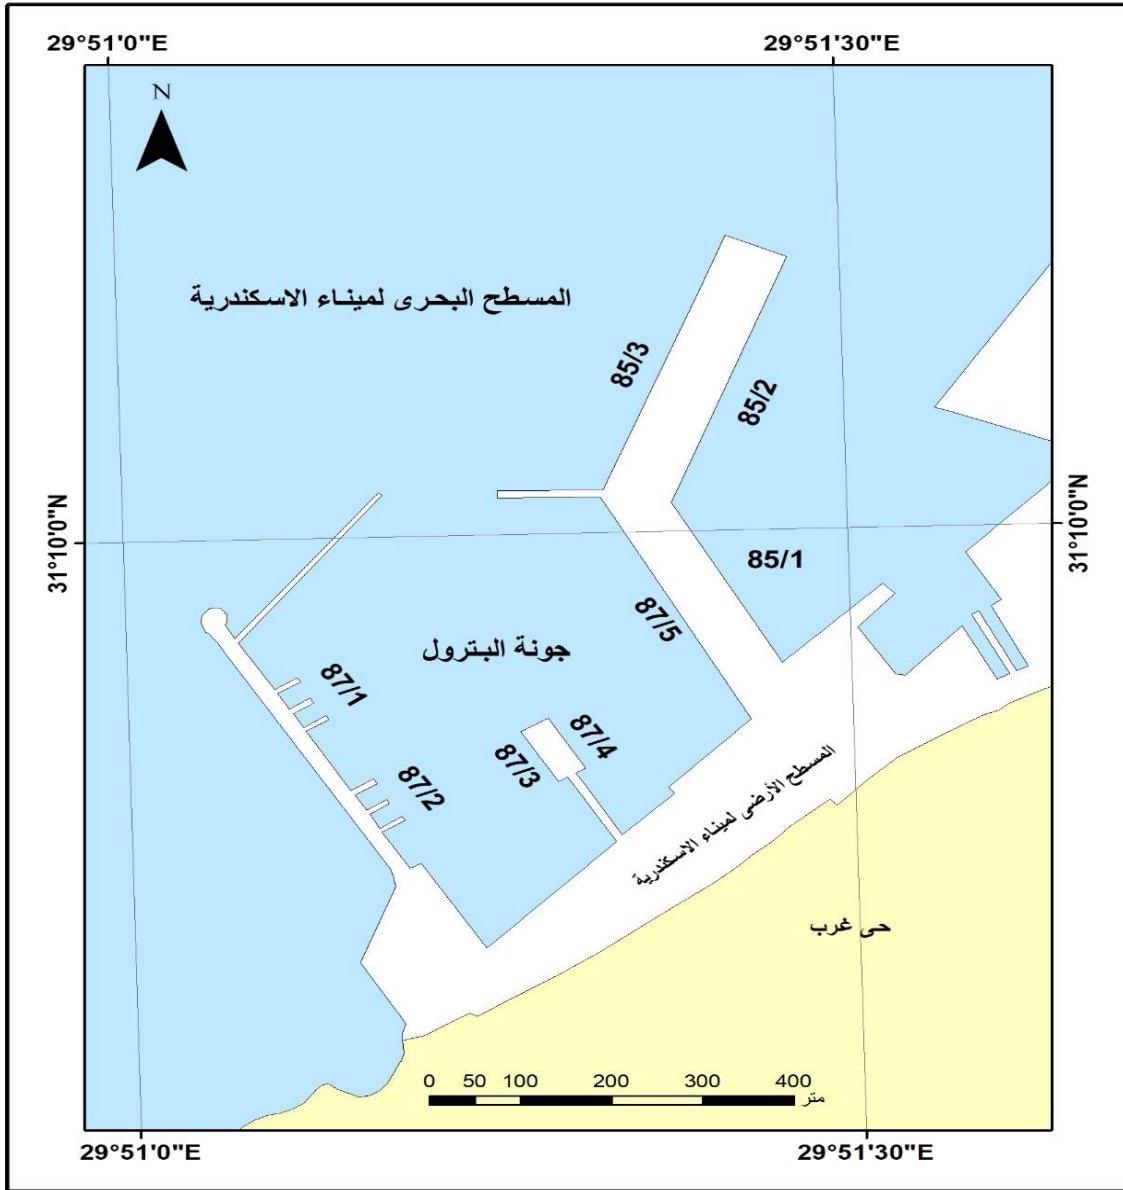 29°51'0"E
29°51'30"E
N
المسطح البحرى لميناء الاسكندرية
85/3
85/2
31°10'0"N
31°10'0"N
85/1
87/5
جونة البترول
87/1
87/4
87/3
87/2
المسطح الأرضى لميناء الاسكندرية
حى غرب
0 50 100 200 300 400
متر
29°51'0"E
29°51'30"E